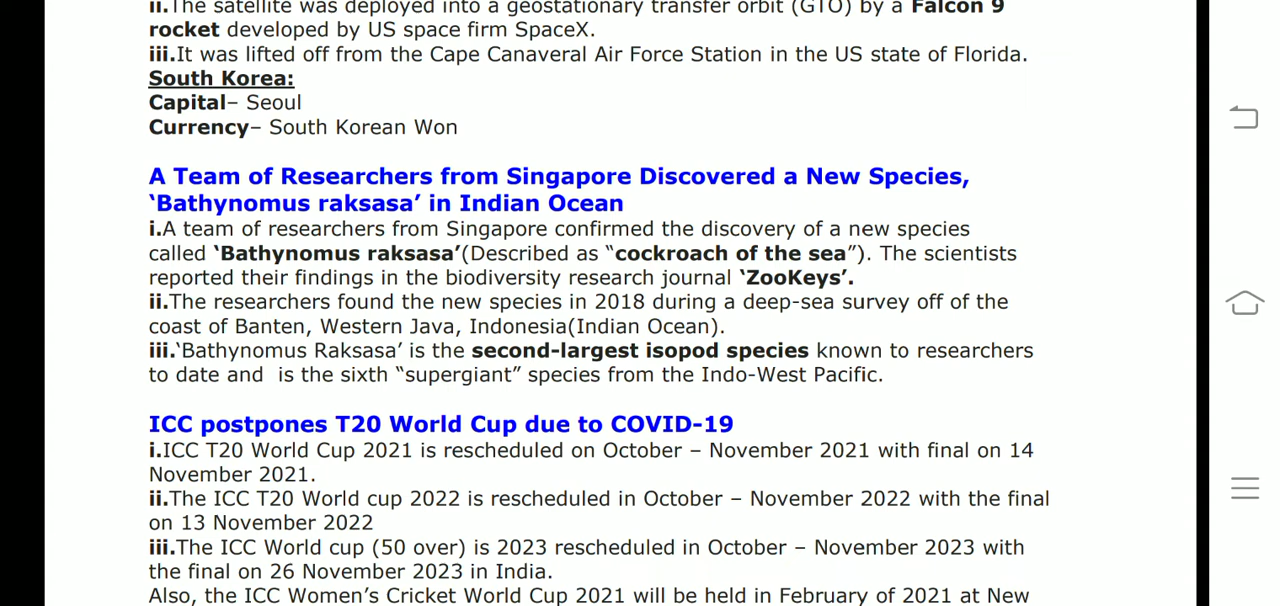 ii.The satellite was deployed into a geostationary transfer orbit (GTO) by a Falcon 9
rocket developed by US space firm SpaceX.
iii.It was lifted off from the Cape Canaveral Air Force Station in the US state of Florida.
South Korea:
Capital– Seoul
Currency– South Korean Won
A Team of Researchers from Singapore Discovered a New Species,
‘Bathynomus raksasa’ in Indian Ocean
i.A team of researchers from Singapore confirmed the discovery of a new species
called ‘Bathynomus raksasa’(Described as “cockroach of the sea”). The scientists
reported their findings in the biodiversity research journal ‘ZooKeys’.
ii.The researchers found the new species in 2018 during a deep-sea survey off of the
coast of Banten, Western Java, Indonesia(Indian Ocean).
iii.‘Bathynomus Raksasa’ is the second-largest isopod species known to researchers
to date and  is the sixth “supergiant” species from the Indo-West Pacific.
ICC postpones T20 World Cup due to COVID-19
i.ICC T20 World Cup 2021 is rescheduled on October – November 2021 with final on 14
November 2021.
ii.The ICC T20 World cup 2022 is rescheduled in October – November 2022 with the final
on 13 November 2022
iii.The ICC World cup (50 over) is 2023 rescheduled in October – November 2023 with
the final on 26 November 2023 in India.
Also, the ICC Women’s Cricket World Cup 2021 will be held in February of 2021 at New